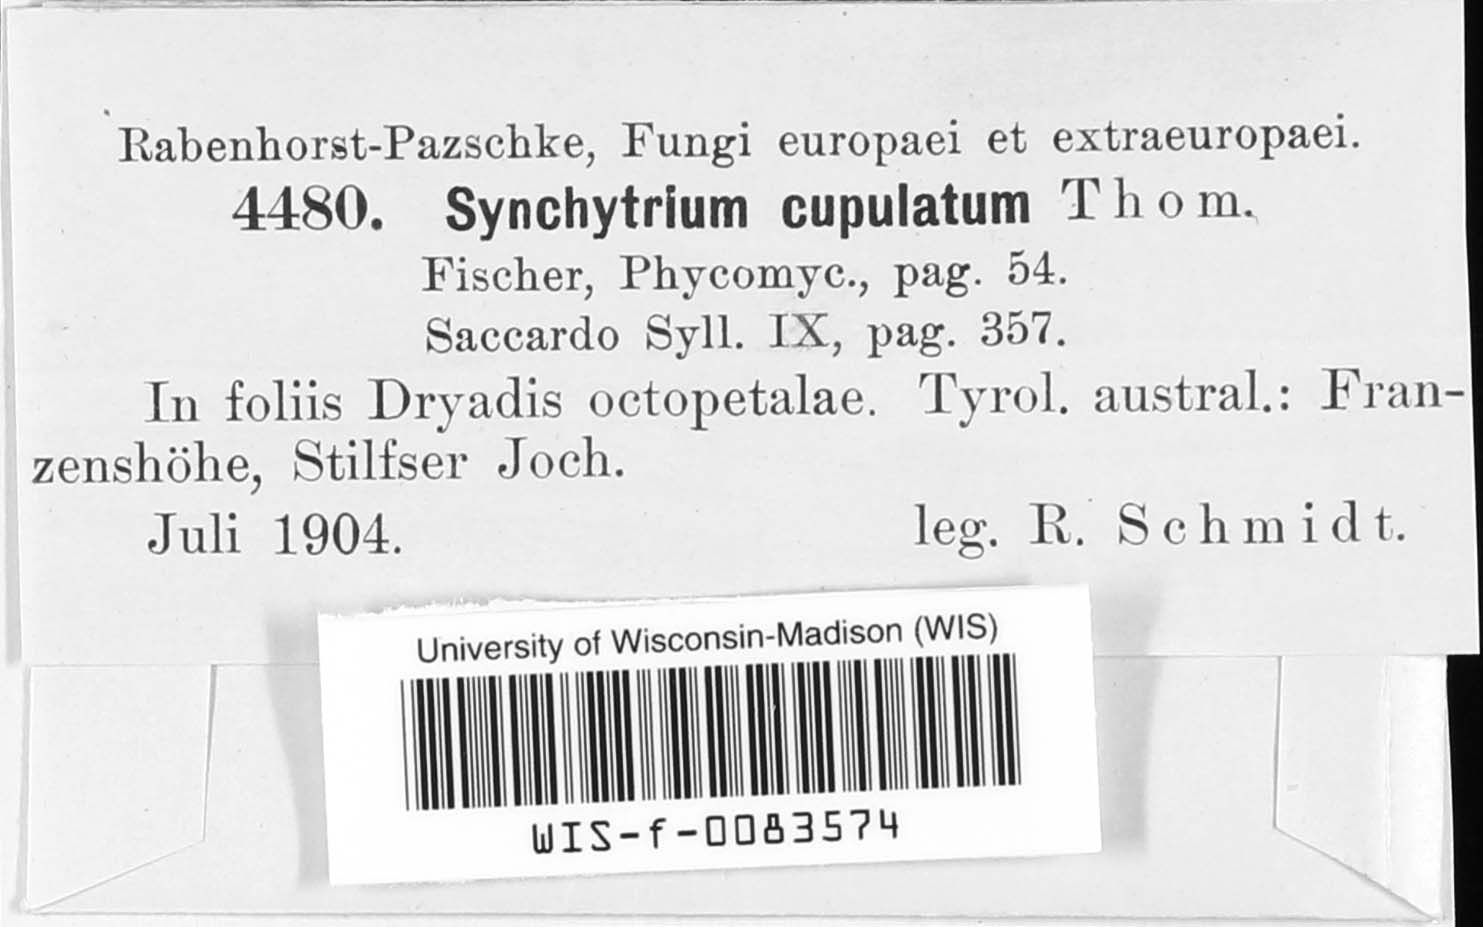 Rabenhorst-Pazschke, Fungi europaei et extraeuropaei.
4480. Synchytrium cupulatum Thom.
Fischer, Phycomyc., pag. 54.
Saccardo Syll. IX, pag. 357.
In foliis Dryadis octopetalae. Tyrol. austral.: Fran-
zenshöhe, Stilfser Joch.
Juli 1904. leg. R. Schmidt.
University of Wisconsin-Madison (WIS)
WIS-f-0083574